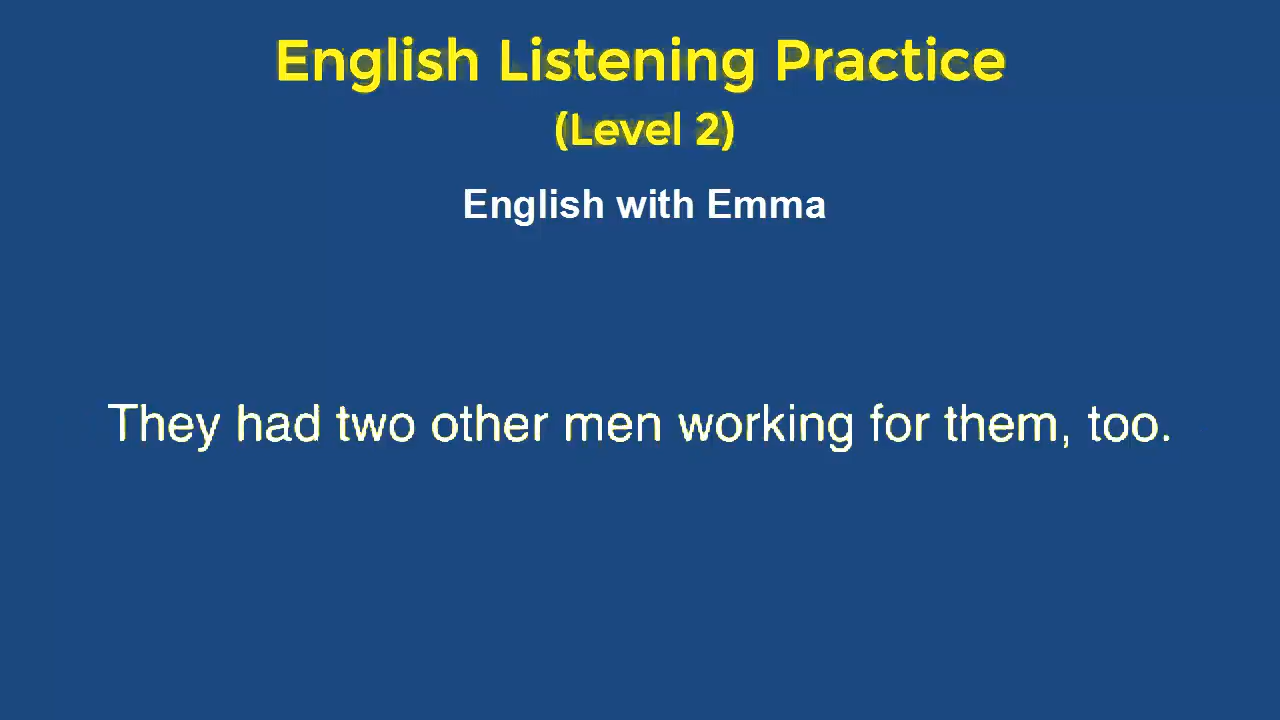 English Listening Practice
(Level 2)
English with Emma
They had two other men working for them, too.